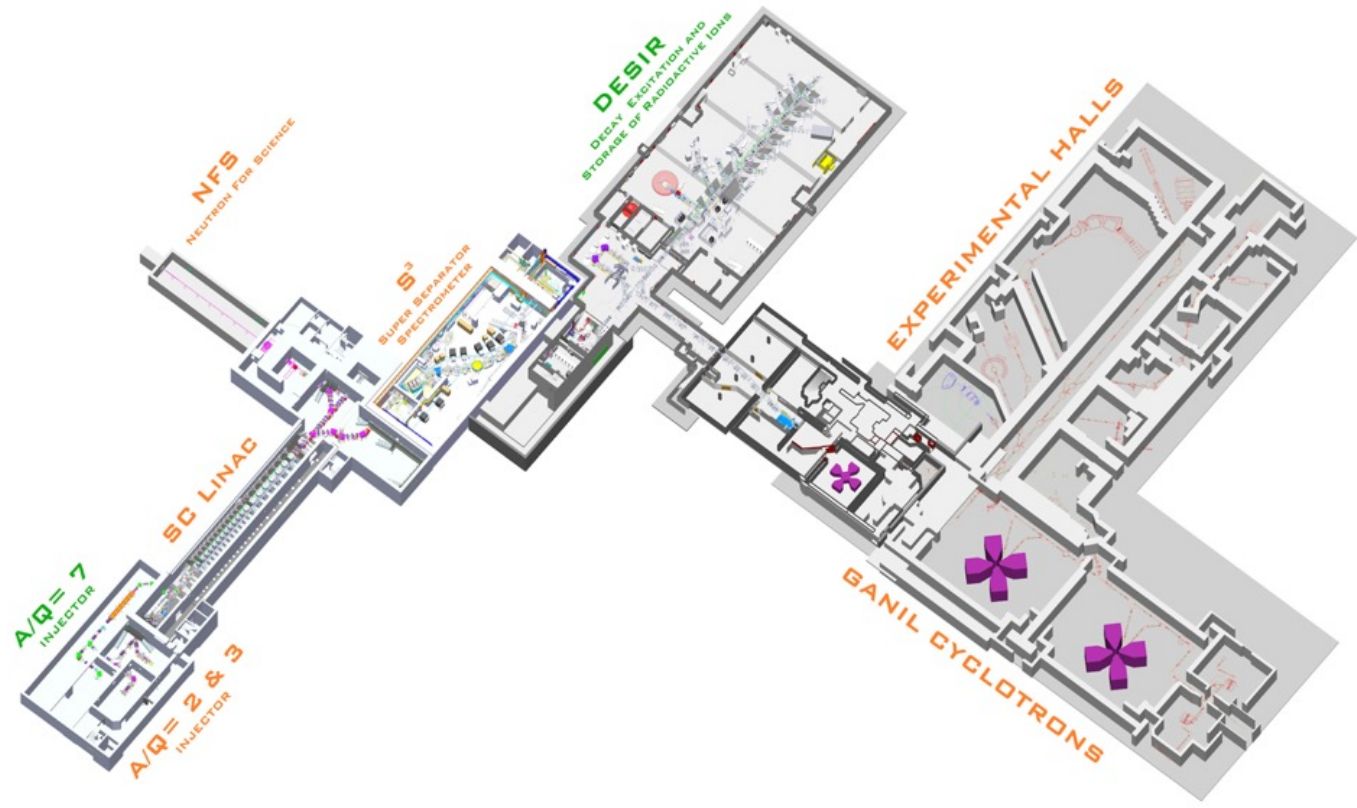 DESIR
DECAY EXCITATION AND
STORAGE OF RADIOACTIVE IONS
NFS
NEUTRON FOR SCIENCE
S³
SUPER SEPARATOR
SPECTROMETER
EXPERIMENTAL HALLS
SC LINAC
A/Q= 7
INJECTOR
A/Q= 2 & 3
INJECTOR
GANIL CYCLOTRONS